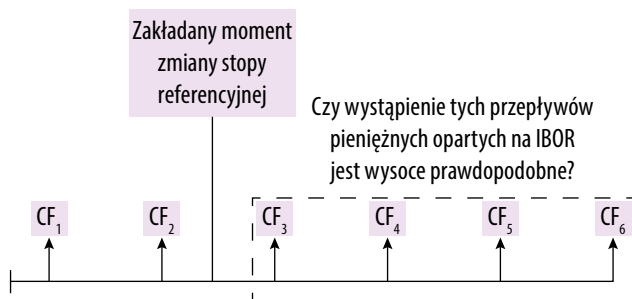 Zakładany moment
zmiany stopy
referencyjnej
Czy wystąpienie tych przepływów
pieniężnych opartych na IBOR
jest wysoce prawdopodobne?
CF₁ CF₂ CF₃ CF₄ CF₅ CF₆